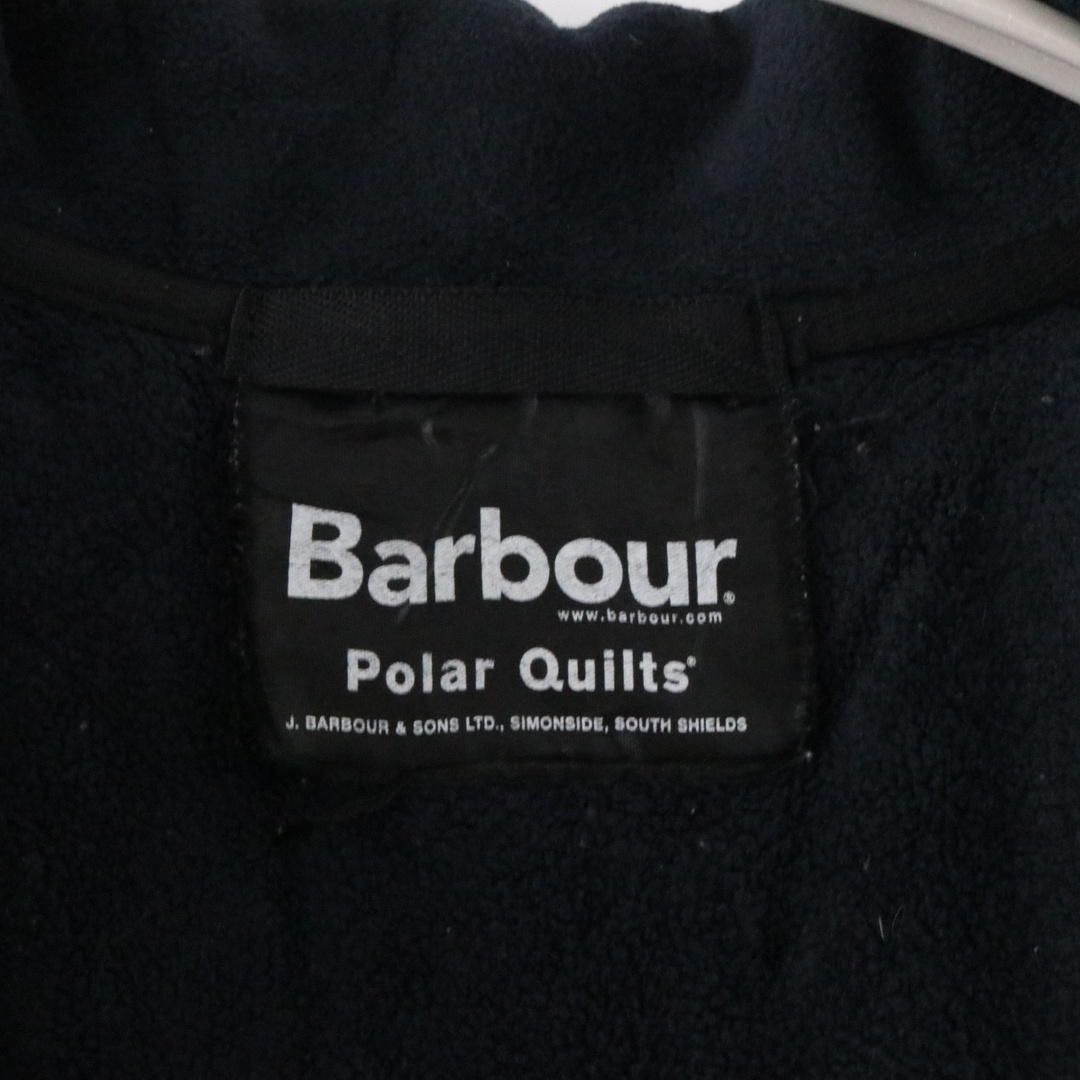 Barbour®
www.barbour.com
Polar Quilts®
J. BARBOUR & SONS LTD., SIMONSIDE, SOUTH SHIELDS